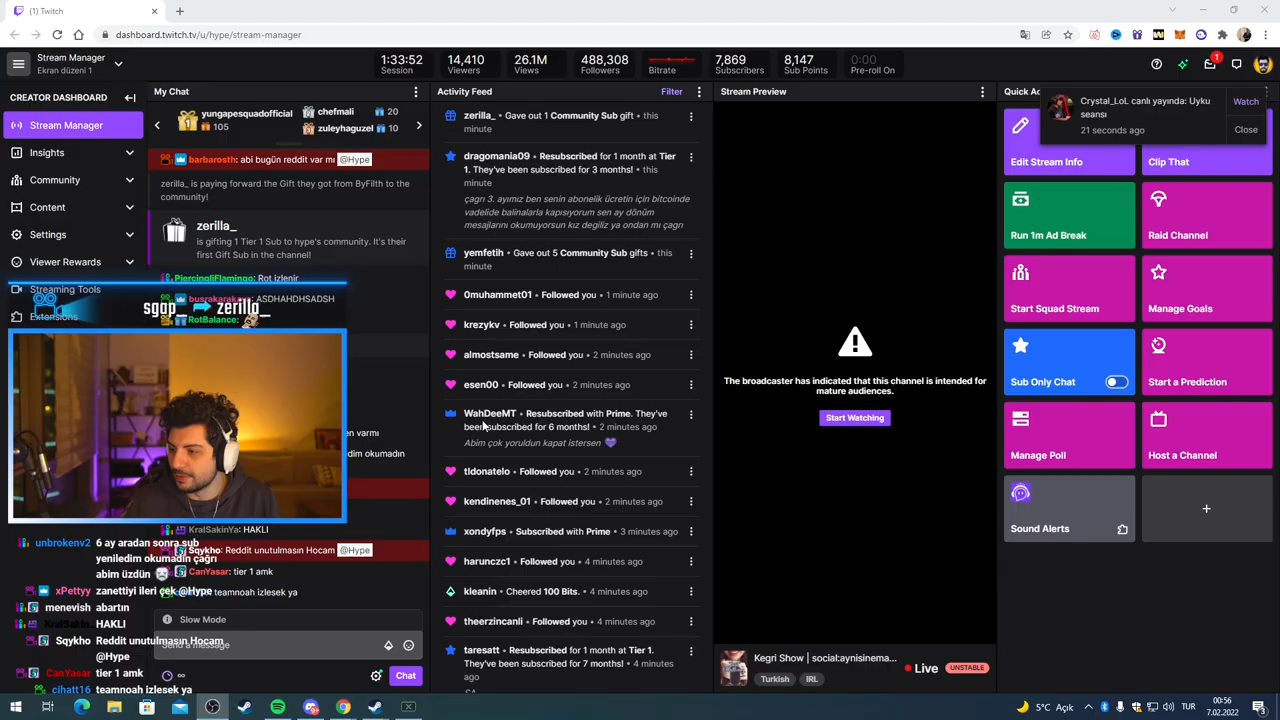 (1) Twitch
dashboard.twitch.tv/u/hype/stream-manager
Stream Manager
Ekran düzeni 1
1:33:52
Session
14,410
Viewers
26.1M
Views
488,308
Followers
Bitrate
7,869
Subscribers
8,147
Sub Points
0:00
Pre-roll On
1
CREATOR DASHBOARD
Stream Manager
Insights
Community
Content
Settings
Viewer Rewards
Streaming Tools
Extensions
My Chat
yungapesquadofficial
105
chefmali 20
zuleyhaguzel 10
barbarosth: abi bugün reddit var mı @Hype
zerilla_ is paying forward the Gift they got from ByFilth to the
community!
zerilla_
is gifting 1 Tier 1 Sub to hype's community. It's their
first Gift Sub in the channel!
PiercingliFlamingo: Rot izlenir
busrakarakaya: ASDHAHDHSADSH
RotBalance:
sgap_ zerilla_
en varmı
dim okumadın
KralSakinYa: HAKLI
Sqykho: Reddit unutulmasın Hocam @Hype
CanYasar: tier 1 amk
teamnoah izlesek ya
Slow Mode
Send a message
∞
Chat
unbrokenv2 6 ay aradan sonra sub
yeniledim okumadın çağrı
abim üzdün
xPettyy zanettiyi ileri çek @Hype
menevish abartın
KralSakin HAKLI
Sqykho Reddit unutulmasın Hocam
@Hype
CanYasar tier 1 amk
cihatt16 teamnoah izlesek ya
Activity Feed
Filter
zerilla_ • Gave out 1 Community Sub gift • this
minute
dragomania09 • Resubscribed for 1 month at Tier
1. They've been subscribed for 3 months! • this
minute
çagrı 3. ayımız ben senin abonelik ücretin için bitcoinde
vadelide balinalarla kapışıyorsm sen ay dönüm
mesajlarını okumuyorsun kız degiliz ya ondan mı çagrı
yemfetih • Gave out 5 Community Sub gifts • this
minute
0muhammet01 • Followed you • 1 minute ago
krezykv • Followed you • 1 minute ago
almostsame • Followed you • 2 minutes ago
esen00 • Followed you • 2 minutes ago
WahDeeMT • Resubscribed with Prime. They've
been subscribed for 6 months! • 2 minutes ago
Abim çok yoruldun kapat istersen
tldonatelo • Followed you • 2 minutes ago
kendinenes_01 • Followed you • 2 minutes ago
xondyfps • Subscribed with Prime • 3 minutes ago
harunczc1 • Followed you • 4 minutes ago
kleanin • Cheered 100 Bits. • 4 minutes ago
theerzincanli • Followed you • 4 minutes ago
taresatt • Resubscribed for 1 month at Tier 1.
They've been subscribed for 7 months! • 4 minutes
ago
Stream Preview
The broadcaster has indicated that this channel is intended for
mature audiences.
Start Watching
Kegri Show | social:aynisinema...
Turkish IRL
Live
UNSTABLE
Quick Ac
Crystal_LoL canlı yayında: Uyku
seansı
21 seconds ago
Watch
Close
Edit Stream Info
Clip That
Run 1m Ad Break
Raid Channel
Start Squad Stream
Manage Goals
Sub Only Chat
Start a Prediction
Manage Poll
Host a Channel
Sound Alerts
+
5°C Açık
TUR
00:56
7.02.2022
3